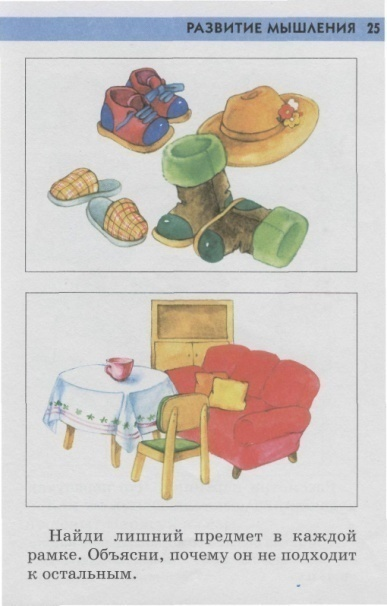 РАЗВИТИЕ МЫШЛЕНИЯ 25
Найди лишний предмет в каждой
рамке. Объясни, почему он не подходит
к остальным.